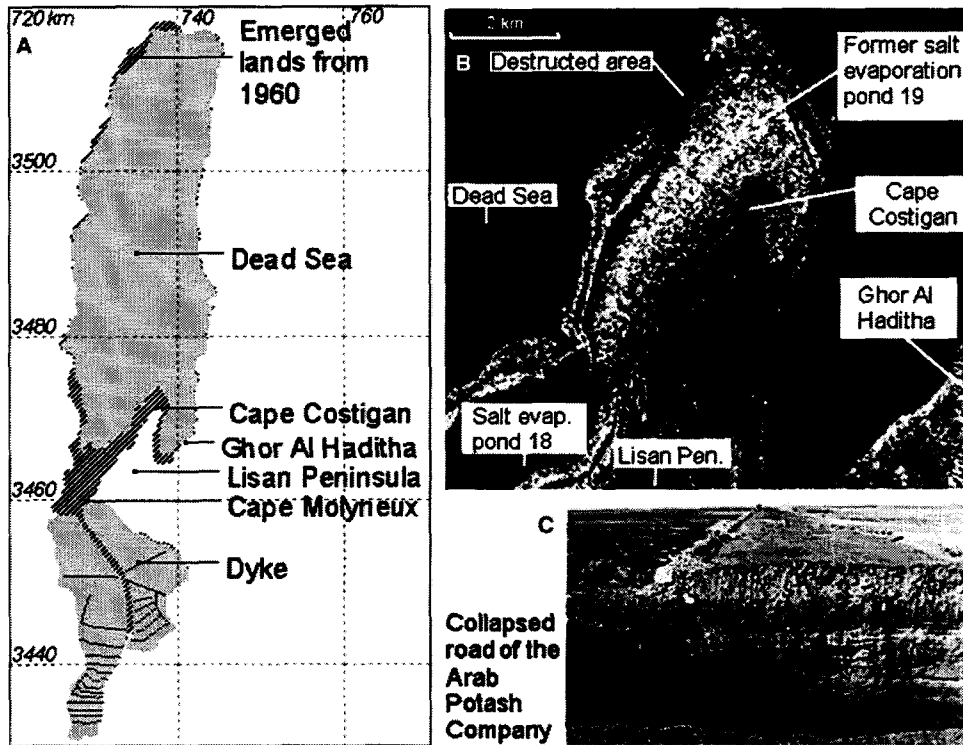 720 km
740
760
A
Emerged
lands from
1960
3500
Dead Sea
3480
Cape Costigan
Ghor Al Haditha
Lisan Peninsula
3460
Cape Molyneux
Dyke
3440
2 km
B
Destructed area
Former salt
evaporation
pond 19
Dead Sea
Cape
Costigan
Ghor Al
Haditha
Salt evap.
pond 18
Lisan Pen.
C
Collapsed
road of the
Arab
Potash
Company